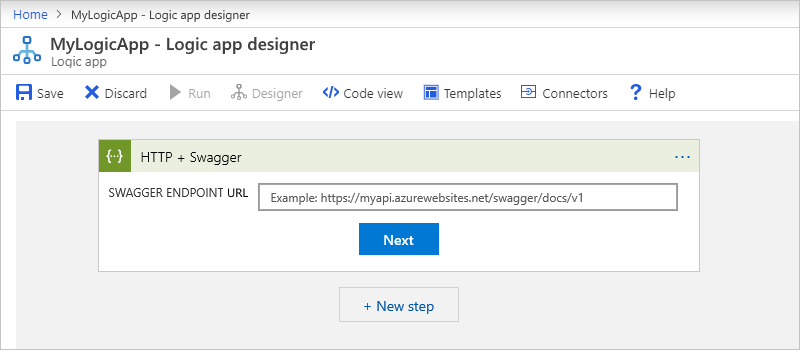 Home > MyLogicApp - Logic app designer
MyLogicApp - Logic app designer
Logic app
Save Discard Run Designer </> Code view Templates Connectors ? Help
{··} HTTP + Swagger ...
SWAGGER ENDPOINT URL Example: https://myapi.azurewebsites.net/swagger/docs/v1
Next
+ New step